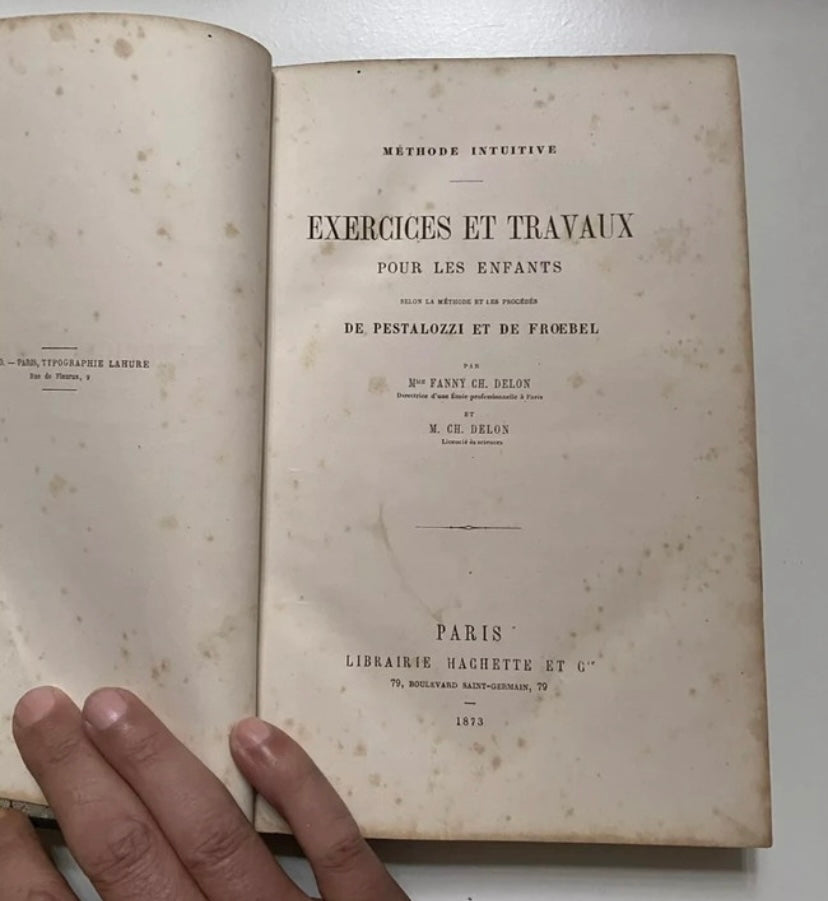 — PARIS, TYPOGRAPHIE LAHURE
Rue de Fleurus, 9
MÉTHODE INTUITIVE
EXERCICES ET TRAVAUX
POUR LES ENFANTS
SELON LA MÉTHODE ET LES PROCÉDÉS
DE PESTALOZZI ET DE FRŒBEL
PAR
Mme FANNY CH. DELON
Directrice d'une École professionnelle à Paris
ET
M. CH. DELON
Licencié ès sciences
PARIS
LIBRAIRIE HACHETTE ET Cie
79, BOULEVARD SAINT-GERMAIN, 79
1873